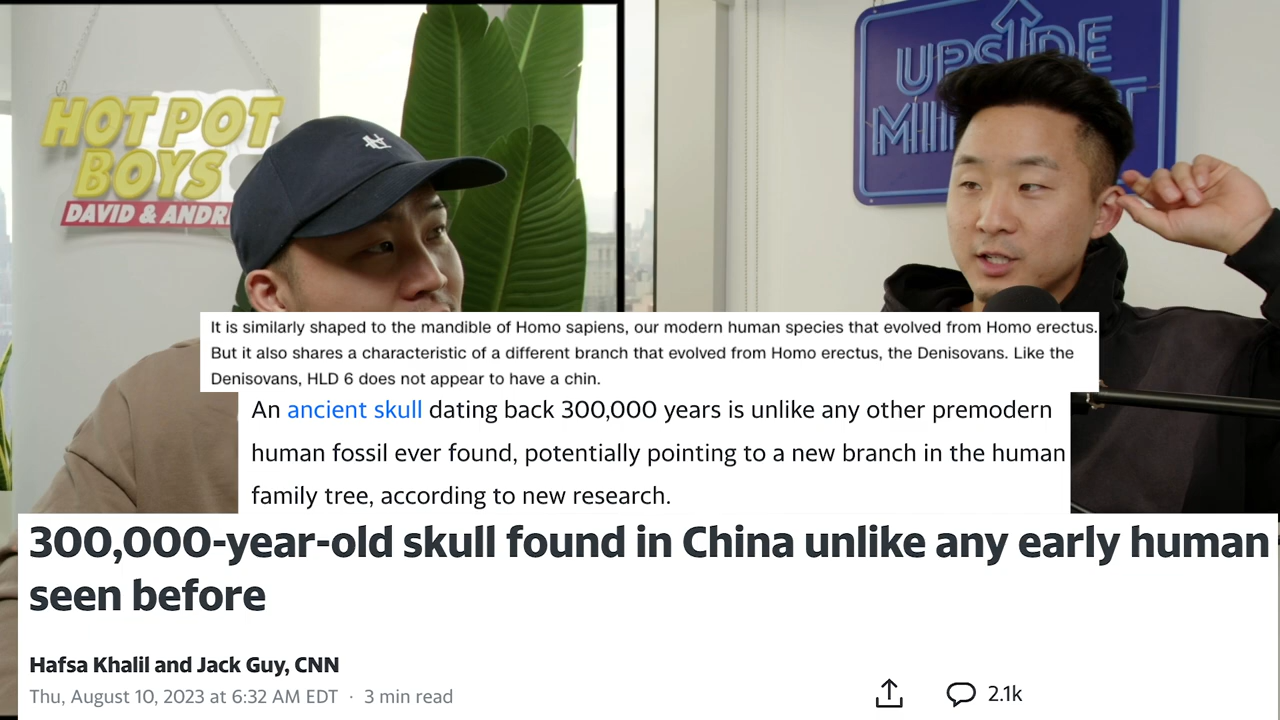 HOT POT
BOYS
DAVID & ANDR
UPSIDE
It is similarly shaped to the mandible of Homo sapiens, our modern human species that evolved from Homo erectus.
But it also shares a characteristic of a different branch that evolved from Homo erectus, the Denisovans. Like the
Denisovans, HLD 6 does not appear to have a chin.
An ancient skull dating back 300,000 years is unlike any other premodern
human fossil ever found, potentially pointing to a new branch in the human
family tree, according to new research.
300,000-year-old skull found in China unlike any early human
seen before
Hafsa Khalil and Jack Guy, CNN
Thu, August 10, 2023 at 6:32 AM EDT · 3 min read
2.1k